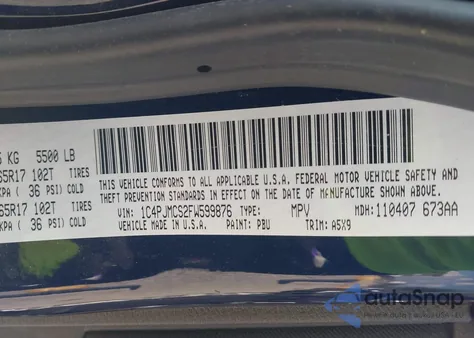 KG 5500 LB
65R17 102T TIRES
KPA ( 36 PSI) COLD
65R17 102T TIRES
KPA ( 36 PSI) COLD
THIS VEHICLE CONFORMS TO ALL APPLICABLE U.S.A. FEDERAL MOTOR VEHICLE SAFETY AND
THEFT PREVENTION STANDARDS IN EFFECT ON THE DATE OF MANUFACTURE SHOWN ABOVE.
VIN: 1C4PJMCS2FW599876 TYPE: MPV MDH: 110407 673AA
VEHICLE MADE IN U.S.A. PAINT: PBU TRIM: A5X9
autoSnap